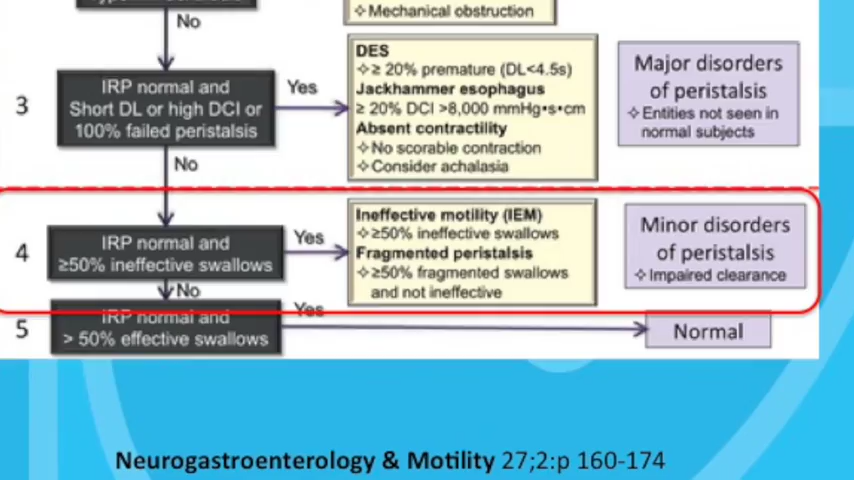 ✧Mechanical obstruction
No
3
IRP normal and
Short DL or high DCI or
100% failed peristalsis
Yes
DES
✧≥ 20% premature (DL<4.5s)
Jackhammer esophagus
≥ 20% DCI >8,000 mmHg•s•cm
Absent contractility
✧No scorable contraction
✧Consider achalasia
Major disorders
of peristalsis
✧Entities not seen in
normal subjects
No
4
IRP normal and
≥50% ineffective swallows
Yes
Ineffective motility (IEM)
✧≥50% ineffective swallows
Fragmented peristalsis
✧≥50% fragmented swallows
and not ineffective
Minor disorders
of peristalsis
✧Impaired clearance
No
5
IRP normal and
> 50% effective swallows
Yes
Normal
Neurogastroenterology & Motility 27;2:p 160-174